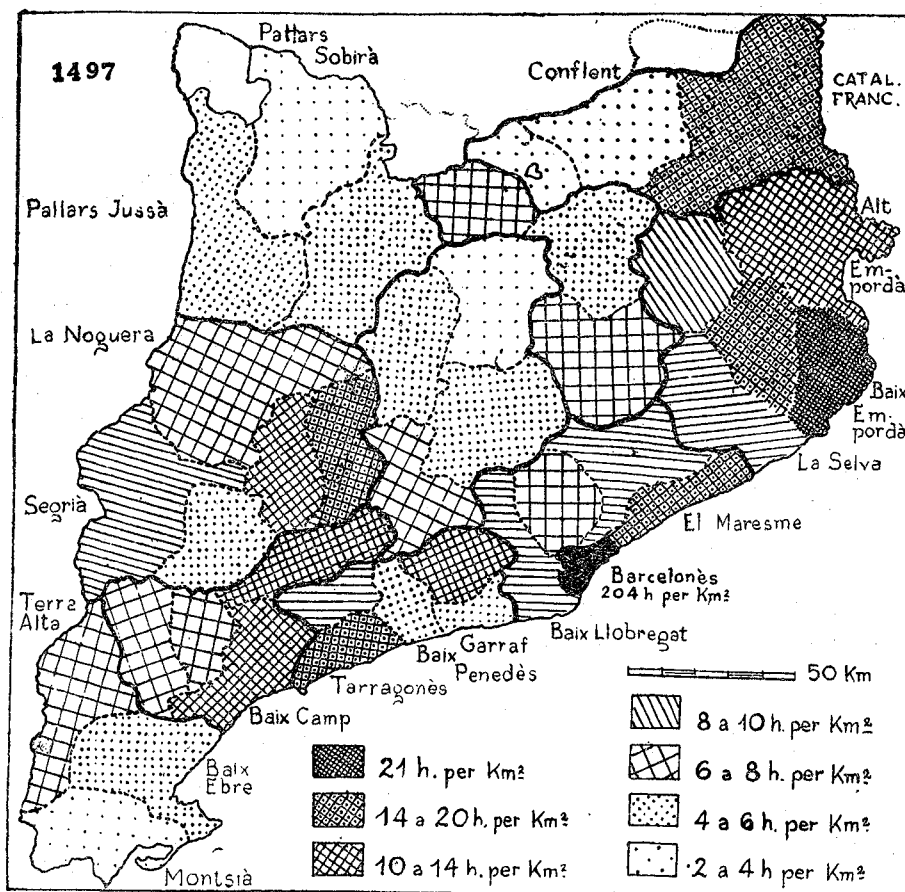 1497
Pallars
Sobirà
Conflent
CATAL.
FRANC.
Pallars Jussà
Alt
Em-
pordà
La Noguera
Baix
Em-
pordà
La Selva
Segrià
El Maresme
Barcelonès
204 h per Km²
Terra
Alta
Baix Llobregat
Garraf
Baix
Penedès
Tarragonès
Baix Camp
Baix
Ebre
Montsià
50 Km
8 a 10 h. per Km²
6 a 8 h. per Km²
4 a 6 h. per Km²
2 a 4 h. per Km²
21 h. per Km²
14 a 20 h. per Km²
10 a 14 h. per Km²